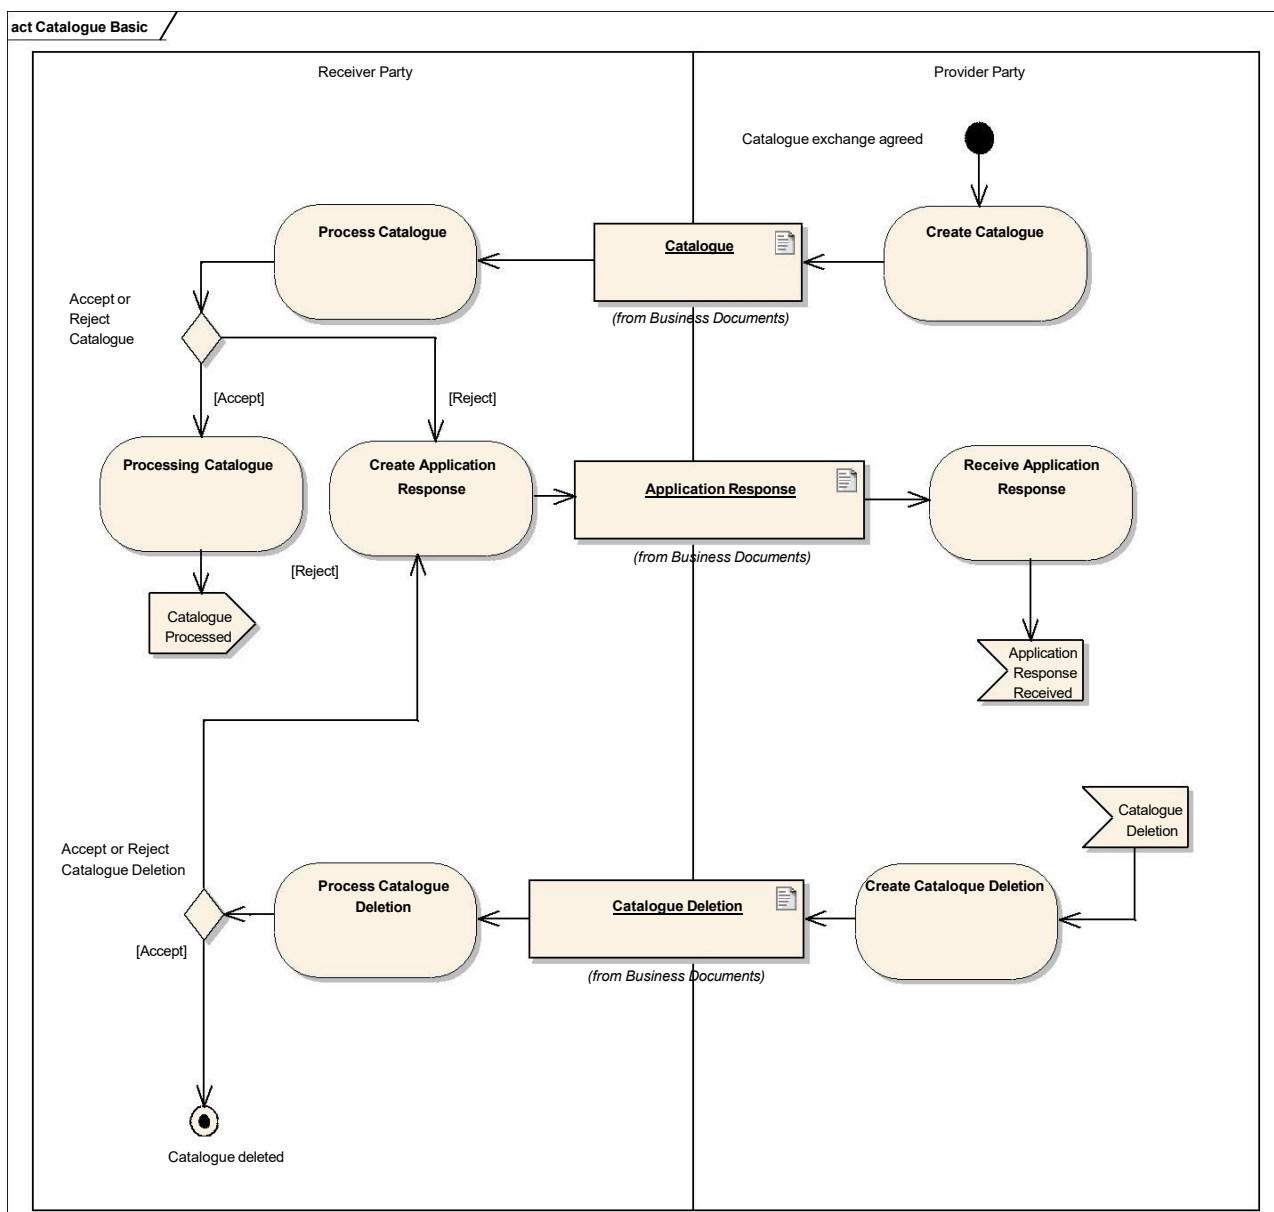 act Catalogue Basic
Receiver Party
Provider Party
Catalogue exchange agreed
Process Catalogue
Catalogue
Create Catalogue
(from Business Documents)
Accept or
Reject
Catalogue
[Accept]
[Reject]
Processing Catalogue
Create Application
Response
Application Response
Receive Application
Response
(from Business Documents)
[Reject]
Catalogue
Processed
Application
Response
Received
Catalogue
Deletion
Accept or Reject
Catalogue Deletion
Process Catalogue
Deletion
Catalogue Deletion
Create Cataloque Deletion
[Accept]
(from Business Documents)
Catalogue deleted